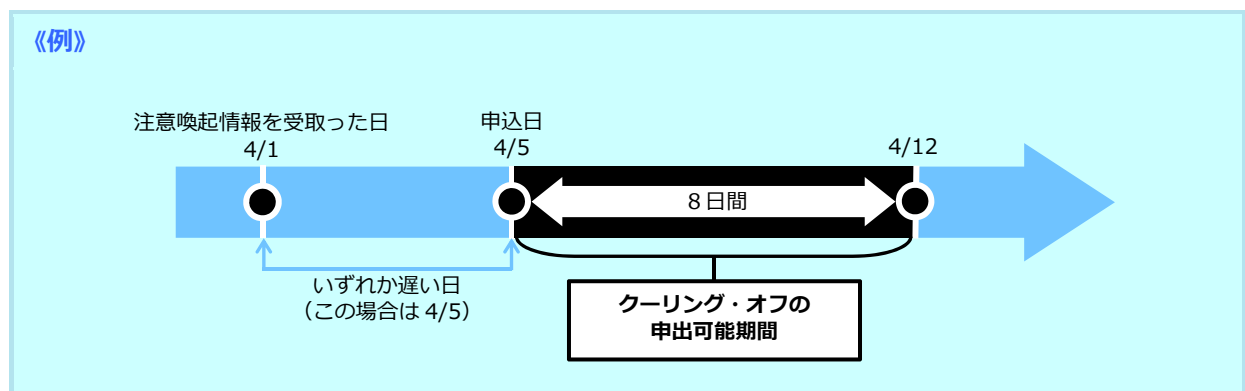 《例》
注意喚起情報を受取った日
4/1
申込日
4/5
4/12
８日間
いずれか遅い日
（この場合は 4/5）
クーリング・オフの
申出可能期間